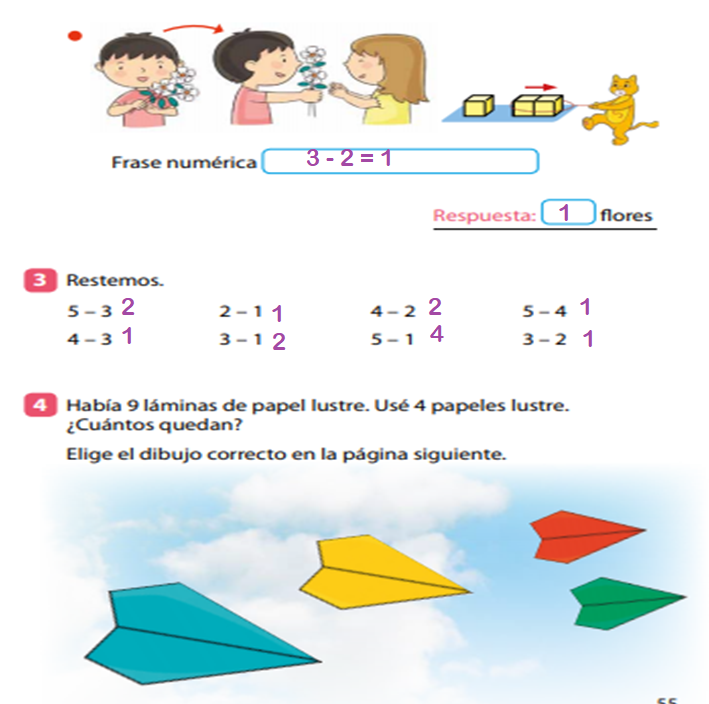 Frase numérica 3 - 2 = 1
Respuesta: 1 flores
3 Restemos.
5 – 3 2 2 – 1 1 4 – 2 2 5 – 4 1
4 – 3 1 3 – 1 2 5 – 1 4 3 – 2 1
4 Había 9 láminas de papel lustre. Usé 4 papeles lustre.
¿Cuántos quedan?
Elige el dibujo correcto en la página siguiente.
55